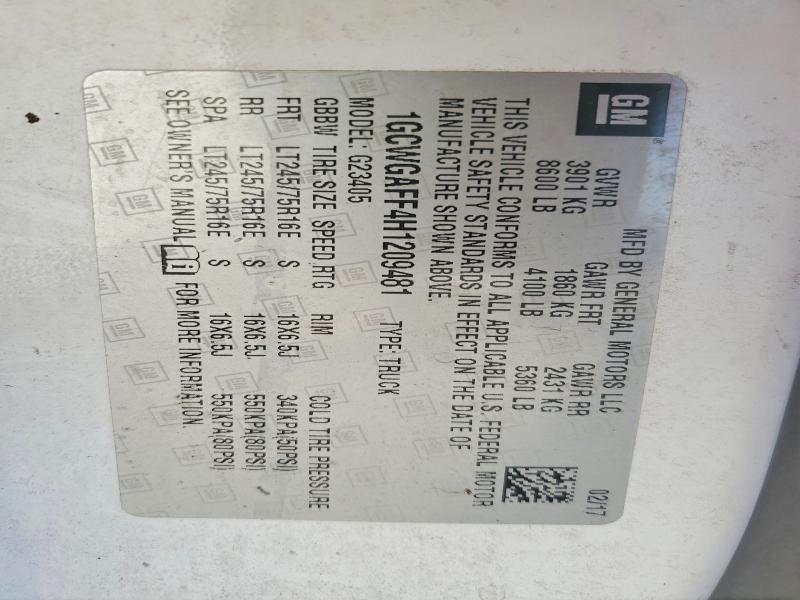 GM®
MFD BY GENERAL MOTORS LLC 02/17
GVWR GAWR FRT GAWR RR
3901 KG 1860 KG 2431 KG
8600 LB 4100 LB 5360 LB
THIS VEHICLE CONFORMS TO ALL APPLICABLE U.S. FEDERAL MOTOR
VEHICLE SAFETY STANDARDS IN EFFECT ON THE DATE OF
MANUFACTURE SHOWN ABOVE.
1GCWGAFF4H1209481 TYPE: TRUCK
MODEL: G23405
GBBW TIRE SIZE SPEED RTG RIM COLD TIRE PRESSURE
FRT LT245/75R16E S 16X6.5J 340KPA(50PSI)
RR LT245/75R16E S 16X6.5J 550KPA(80PSI)
SPA LT245/75R16E S 16X6.5J 550KPA(80PSI)
SEE OWNER'S MANUAL FOR MORE INFORMATION.